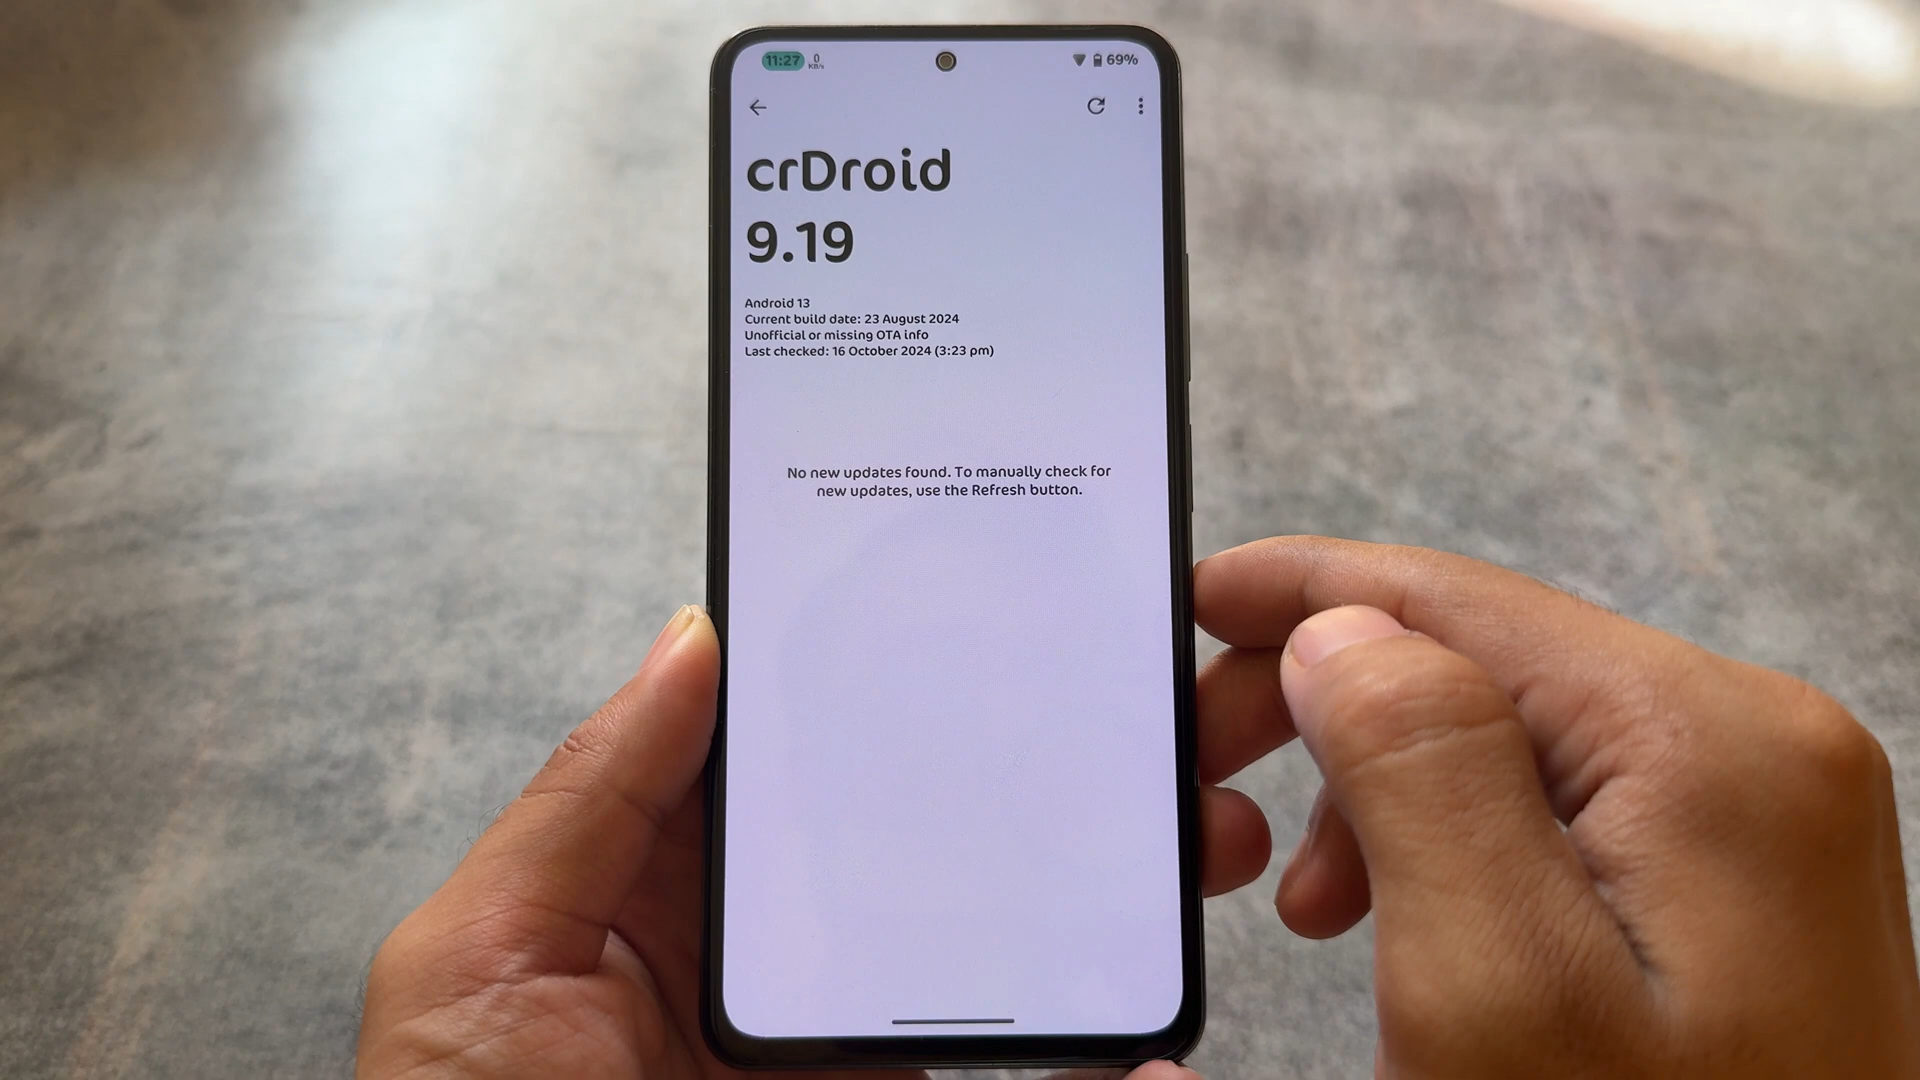 11:27 0 KB/s 69%
crDroid
9.19
Android 13
Current build date: 23 August 2024
Unofficial or missing OTA info
Last checked: 16 October 2024 (3:23 pm)
No new updates found. To manually check for
new updates, use the Refresh button.